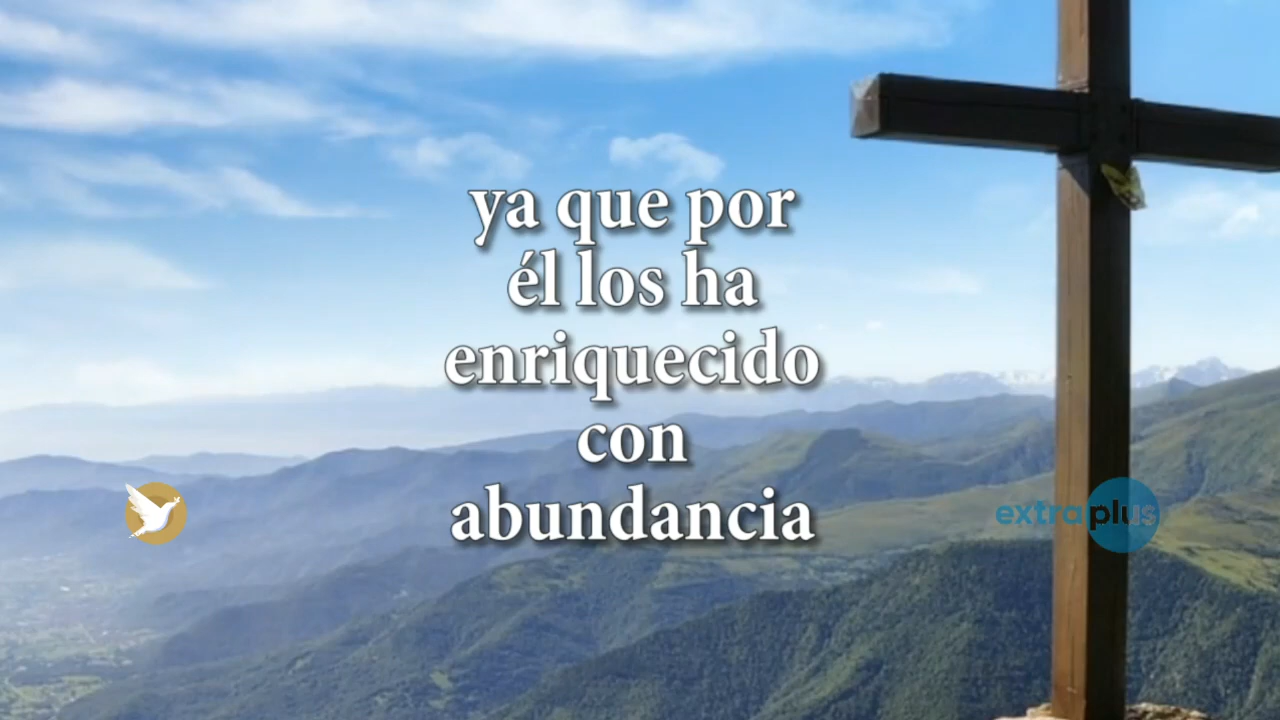 ya que por
él los ha
enriquecido
con
abundancia
extraplus